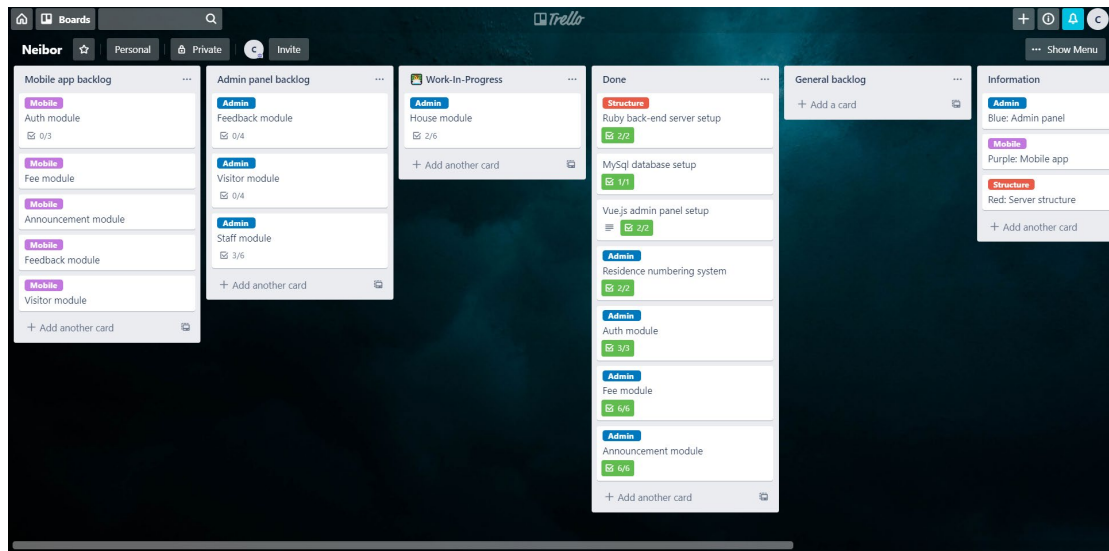 Boards
Trello
C
Neibor
Personal
Private
C
Invite
... Show Menu
Mobile app backlog
...
Mobile
Auth module
0/3
Mobile
Fee module
Mobile
Announcement module
Mobile
Feedback module
Mobile
Visitor module
+ Add another card
Admin panel backlog
...
Admin
Feedback module
0/4
Admin
Visitor module
0/4
Admin
Staff module
3/6
+ Add another card
Work-In-Progress
...
Admin
House module
2/6
+ Add another card
Done
...
Structure
Ruby back-end server setup
2/2
MySql database setup
1/1
Vue.js admin panel setup
2/2
Admin
Residence numbering system
2/2
Admin
Auth module
3/3
Admin
Fee module
6/6
Admin
Announcement module
6/6
+ Add another card
General backlog
...
+ Add a card
Information
Admin
Blue: Admin panel
Mobile
Purple: Mobile app
Structure
Red: Server structure
+ Add another card